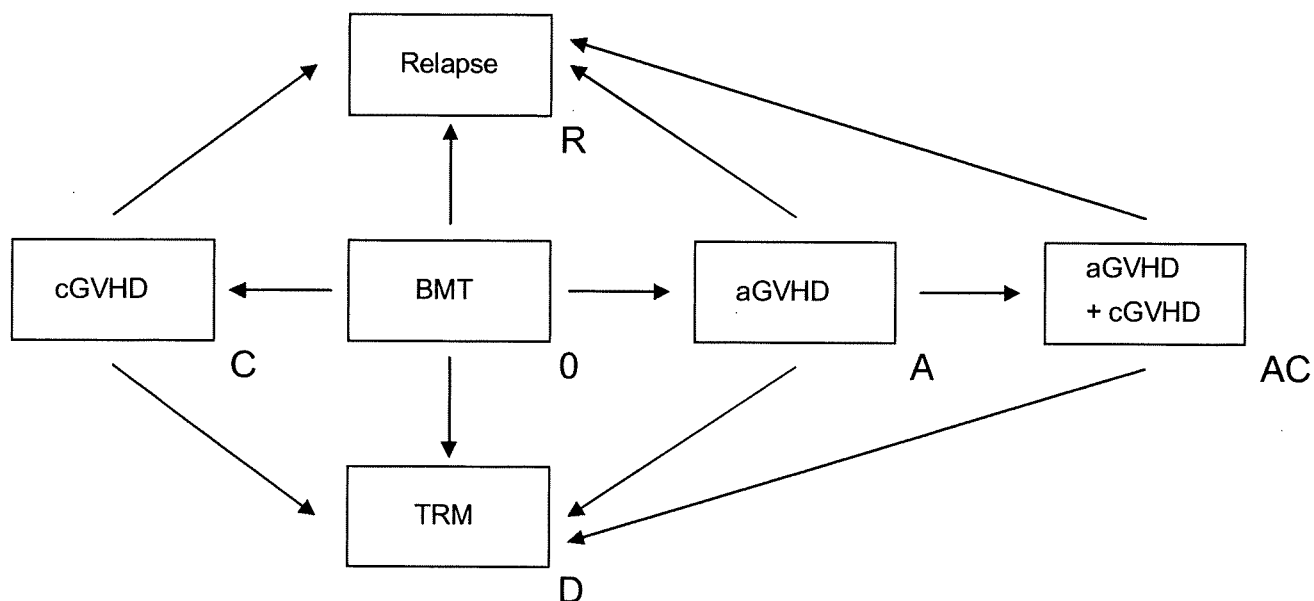 Relapse
R
cGVHD
C
BMT
0
aGVHD
A
aGVHD
+ cGVHD
AC
TRM
D